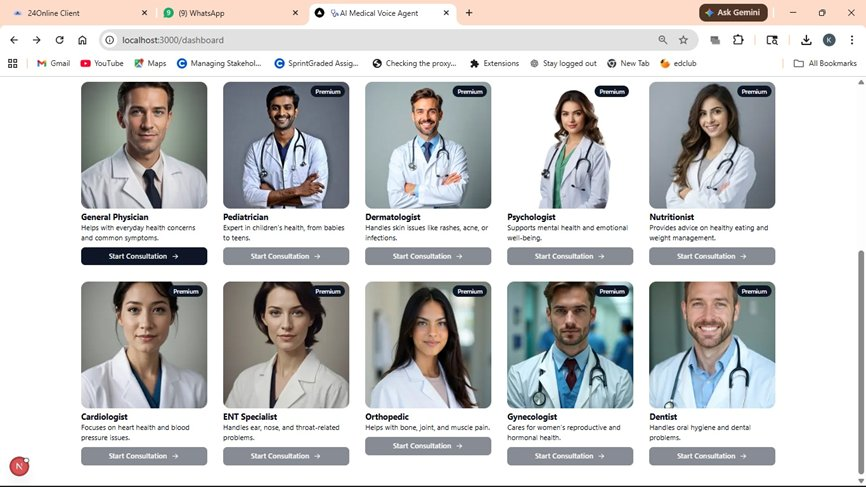 24Online Client
(9) WhatsApp
AI Medical Voice Agent
Ask Gemini
localhost:3000/dashboard
K
Gmail
YouTube
Maps
Managing Stakehol...
SprintGraded Assig...
Checking the proxy...
Extensions
Stay logged out
New Tab
edclub
All Bookmarks
Premium
Premium
Premium
Premium
General Physician
Helps with everyday health concerns
and common symptoms.
Start Consultation →
Pediatrician
Expert in children's health, from babies
to teens.
Start Consultation →
Dermatologist
Handles skin issues like rashes, acne, or
infections.
Start Consultation →
Psychologist
Supports mental health and emotional
well-being.
Start Consultation →
Nutritionist
Provides advice on healthy eating and
weight management.
Start Consultation →
Premium
Premium
Premium
Premium
Premium
Cardiologist
Focuses on heart health and blood
pressure issues.
Start Consultation →
ENT Specialist
Handles ear, nose, and throat-related
problems.
Start Consultation →
Orthopedic
Helps with bone, joint, and muscle pain.
Start Consultation →
Gynecologist
Cares for women's reproductive and
hormonal health.
Start Consultation →
Dentist
Handles oral hygiene and dental
problems.
Start Consultation →
N